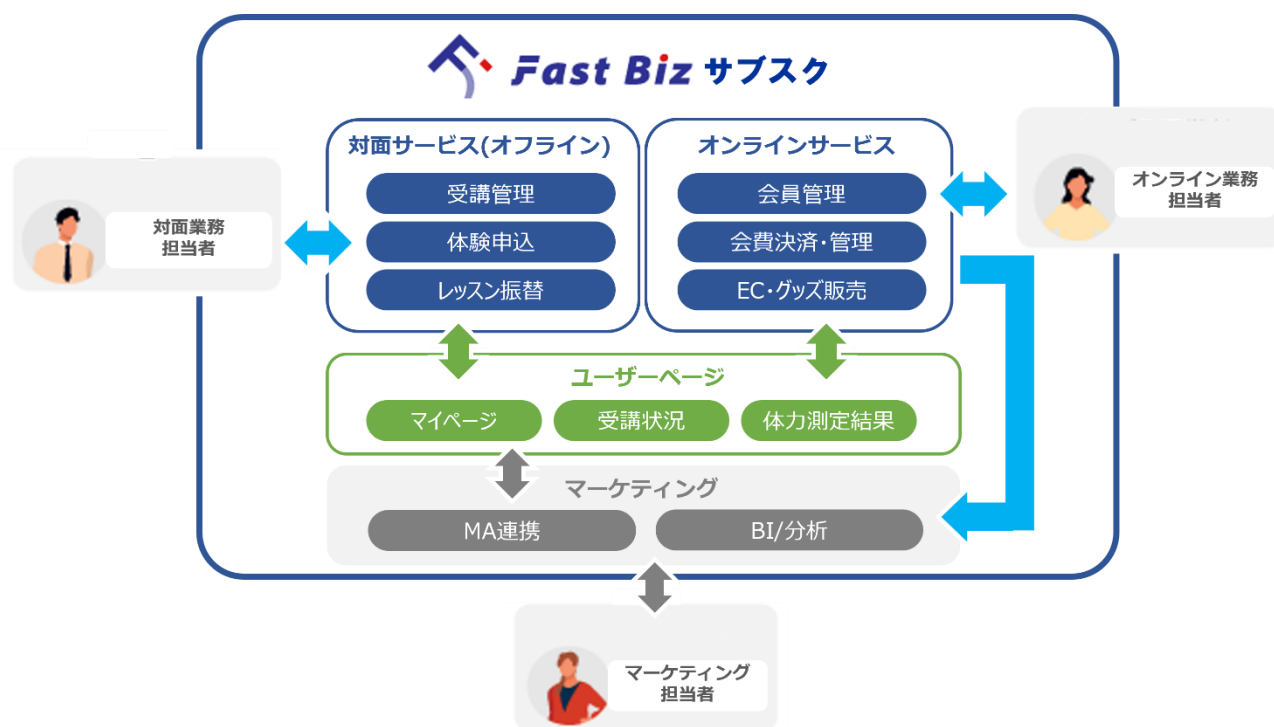 Fast Biz サブスク
対面サービス(オフライン)
受講管理
体験申込
レッスン振替
オンラインサービス
会員管理
会費決済・管理
EC・グッズ販売
対面業務
担当者
オンライン業務
担当者
ユーザーページ
マイページ
受講状況
体力測定結果
マーケティング
MA連携
BI/分析
マーケティング
担当者